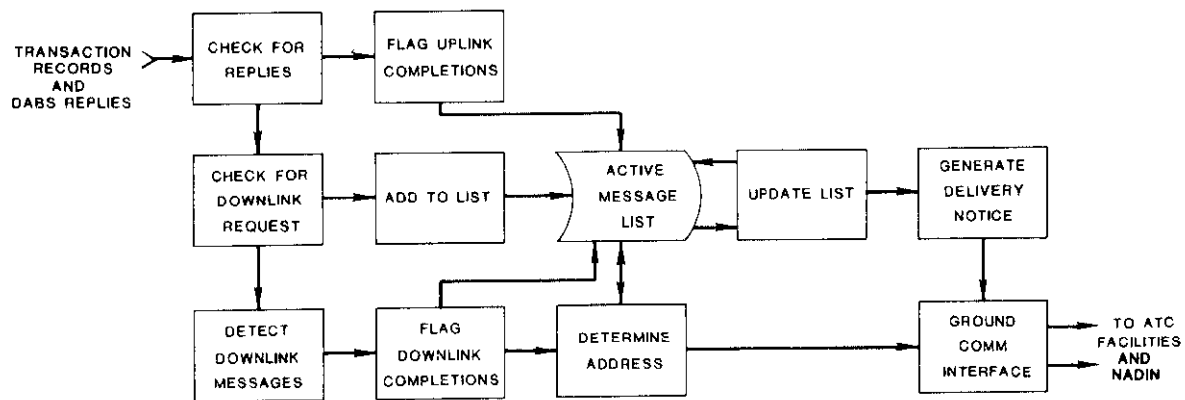 TRANSACTION
RECORDS
AND
DABS REPLIES
CHECK FOR
REPLIES
FLAG UPLINK
COMPLETIONS
CHECK FOR
DOWNLINK
REQUEST
ADD TO LIST
ACTIVE
MESSAGE
LIST
UPDATE LIST
GENERATE
DELIVERY
NOTICE
DETECT
DOWNLINK
MESSAGES
FLAG
DOWNLINK
COMPLETIONS
DETERMINE
ADDRESS
GROUND
COMM
INTERFACE
TO ATC
FACILITIES
AND
NADIN